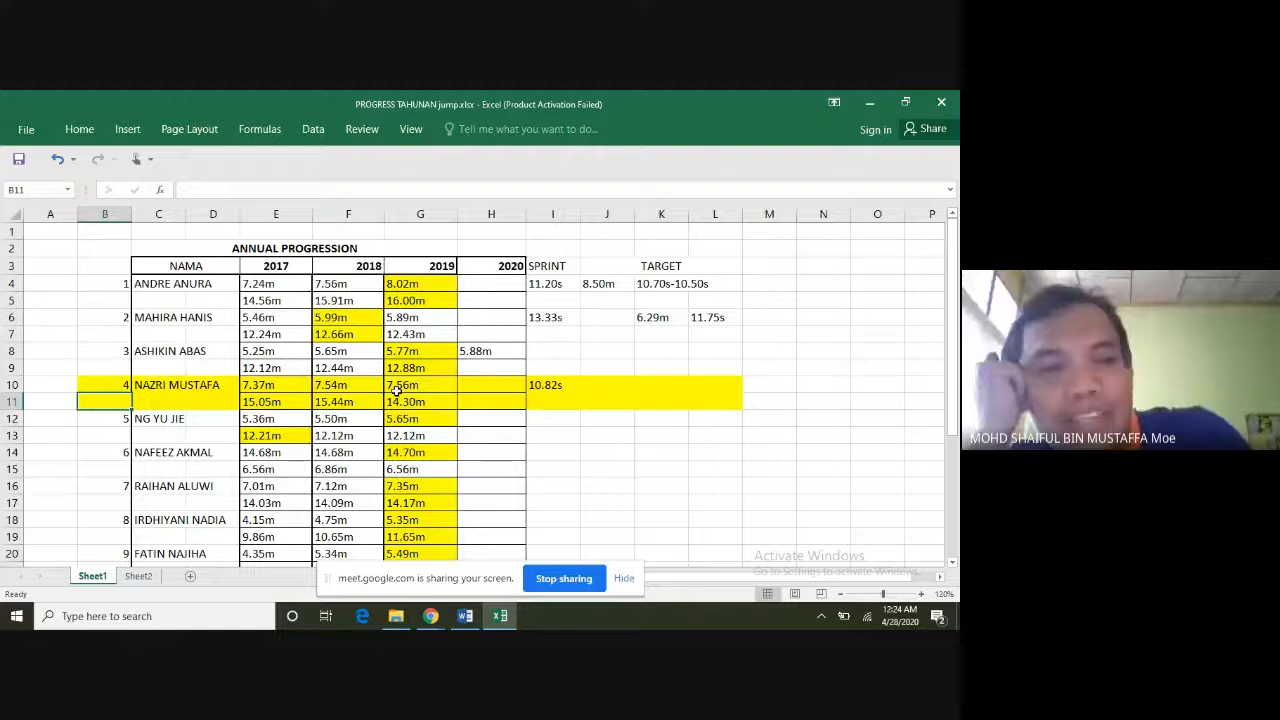 PROGRESS TAHUNAN jump.xlsx - Excel (Product Activation Failed)
File Home Insert Page Layout Formulas Data Review View Tell me what you want to do... Sign in Share
B11 fx
A B C D E F G H I J K L M N O P
1
2 ANNUAL PROGRESSION
3 NAMA 2017 2018 2019 2020 SPRINT TARGET
4 1 ANDRE ANURA 7.24m 7.56m 8.02m 11.20s 8.50m 10.70s-10.50s
5 14.56m 15.91m 16.00m
6 2 MAHIRA HANIS 5.46m 5.99m 5.89m 13.33s 6.29m 11.75s
7 12.24m 12.66m 12.43m
8 3 ASHIKIN ABAS 5.25m 5.65m 5.77m 5.88m
9 12.12m 12.44m 12.88m
10 4 NAZRI MUSTAFA 7.37m 7.54m 7.56m 10.82s
11 15.05m 15.44m 14.30m
12 5 NG YU JIE 5.36m 5.50m 5.65m
13 12.21m 12.12m 12.12m
14 6 NAFEEZ AKMAL 14.68m 14.68m 14.70m
15 6.56m 6.86m 6.56m
16 7 RAIHAN ALUWI 7.01m 7.12m 7.35m
17 14.03m 14.09m 14.17m
18 8 IRDHIYANI NADIA 4.15m 4.75m 5.35m
19 9.86m 10.65m 11.65m
20 9 FATIN NAJIHA 4.35m 5.34m 5.49m
MOHD SHAIFUL BIN MUSTAFFA Moe
Activate Windows
Go to Settings to activate Windows.
Sheet1 Sheet2
meet.google.com is sharing your screen. Stop sharing Hide
Ready 120%
Type here to search
12:24 AM
4/28/2020
2